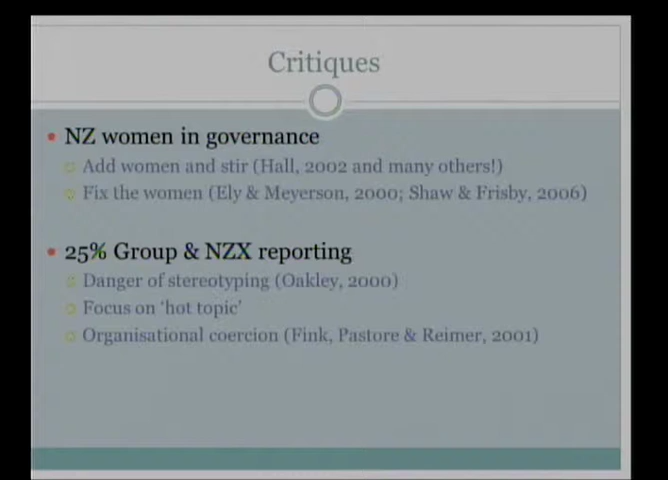 Critiques
NZ women in governance
Add women and stir (Hall, 2002 and many others!)
Fix the women (Ely & Meyerson, 2000; Shaw & Frisby, 2006)
25% Group & NZX reporting
Danger of stereotyping (Oakley, 2000)
Focus on 'hot topic'
Organisational coercion (Fink, Pastore & Reimer, 2001)